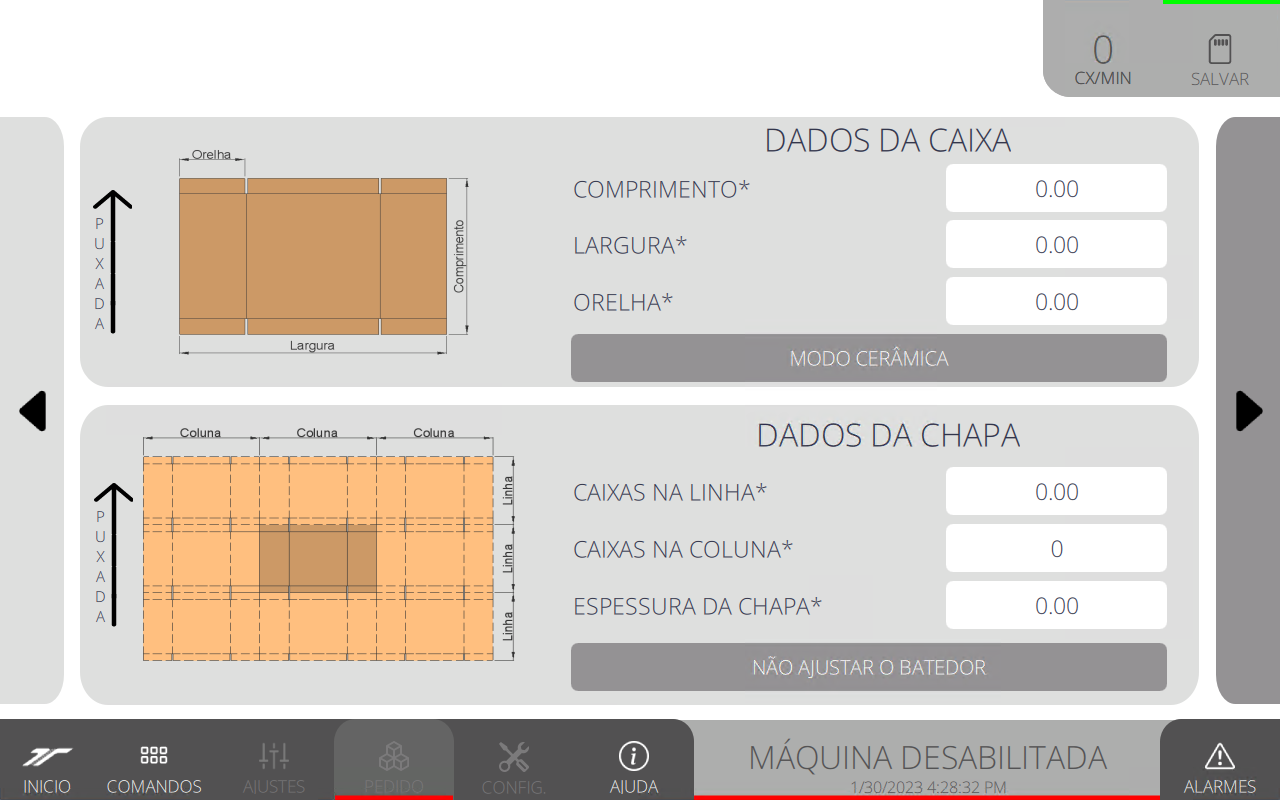 0
CX/MIN
SALVAR
DADOS DA CAIXA
Orelha
PUXADA
Comprimento
Largura
COMPRIMENTO* 0.00
LARGURA* 0.00
ORELHA* 0.00
MODO CERÂMICA
DADOS DA CHAPA
Coluna Coluna Coluna
PUXADA
Linha
Linha
Linha
CAIXAS NA LINHA* 0.00
CAIXAS NA COLUNA* 0
ESPESSURA DA CHAPA* 0.00
NÃO AJUSTAR O BATEDOR
INICIO
COMANDOS
AJUSTES
PEDIDO
CONFIG.
AJUDA
MÁQUINA DESABILITADA
1/30/2023 4:28:32 PM
ALARMES